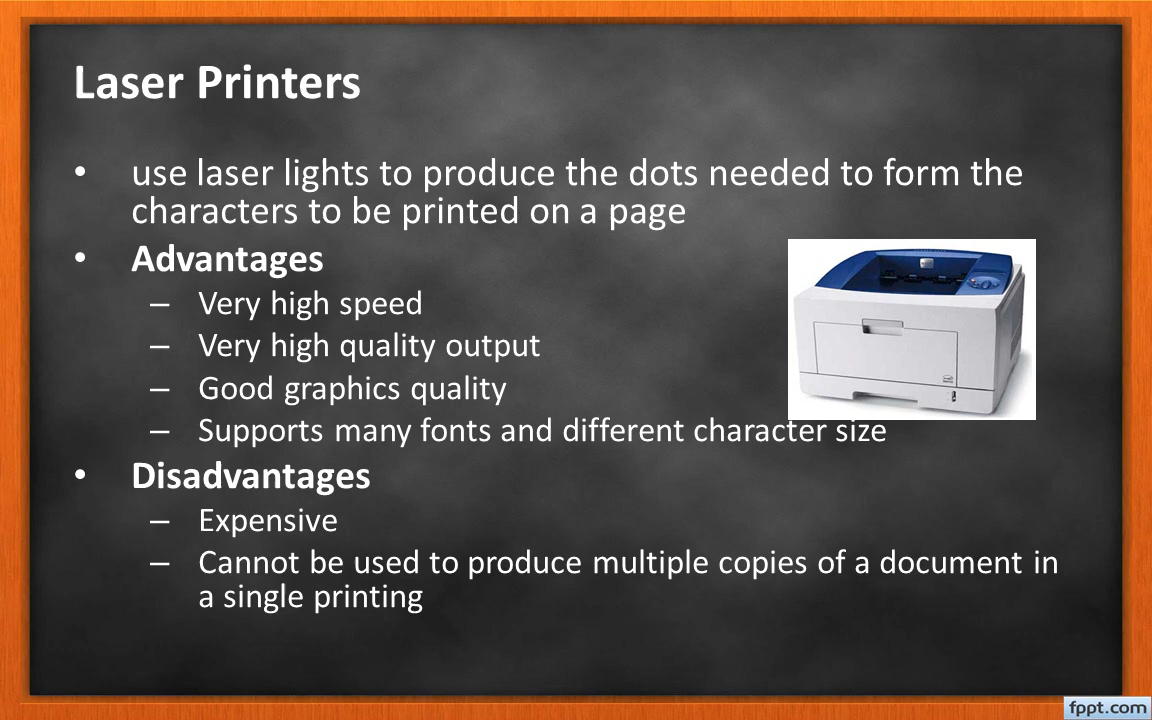 Laser Printers
• use laser lights to produce the dots needed to form the
characters to be printed on a page
• Advantages
– Very high speed
– Very high quality output
– Good graphics quality
– Supports many fonts and different character size
• Disadvantages
– Expensive
– Cannot be used to produce multiple copies of a document in
a single printing
fppt.com